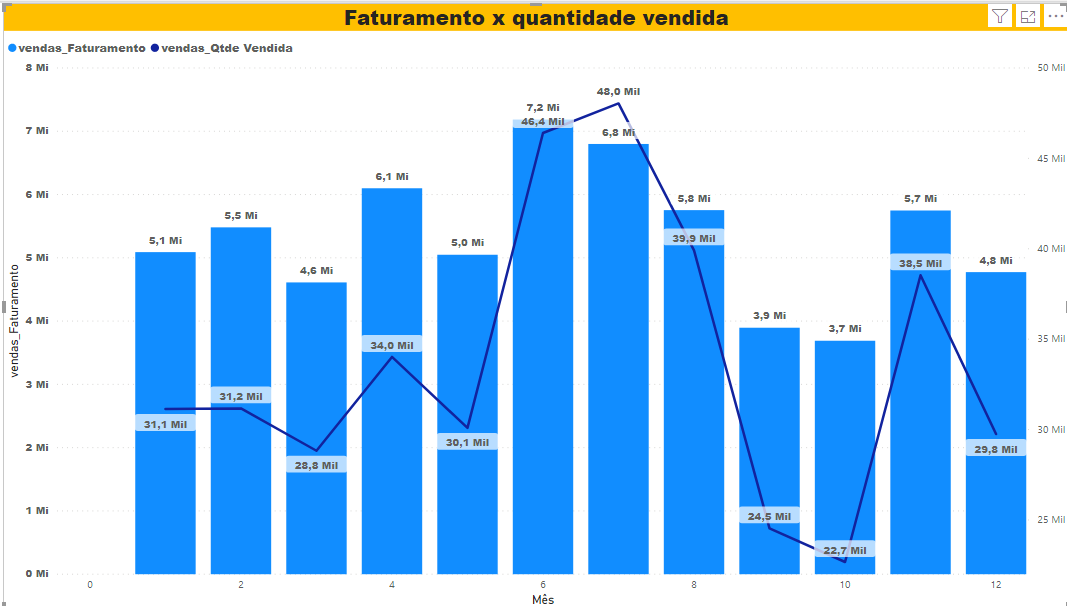 Faturamento x quantidade vendida
vendas_Faturamento vendas_Qtde Vendida
8 Mi
7 Mi
6 Mi
5 Mi
4 Mi
3 Mi
2 Mi
1 Mi
0 Mi
vendas_Faturamento
5,1 Mi
5,5 Mi
4,6 Mi
6,1 Mi
5,0 Mi
7,2 Mi
6,8 Mi
5,8 Mi
3,9 Mi
3,7 Mi
5,7 Mi
4,8 Mi
31,1 Mil
31,2 Mil
28,8 Mil
34,0 Mil
30,1 Mil
46,4 Mil
48,0 Mil
39,9 Mil
24,5 Mil
22,7 Mil
38,5 Mil
29,8 Mil
50 Mil
45 Mil
40 Mil
35 Mil
30 Mil
25 Mil
0 2 4 6 8 10 12
Mês